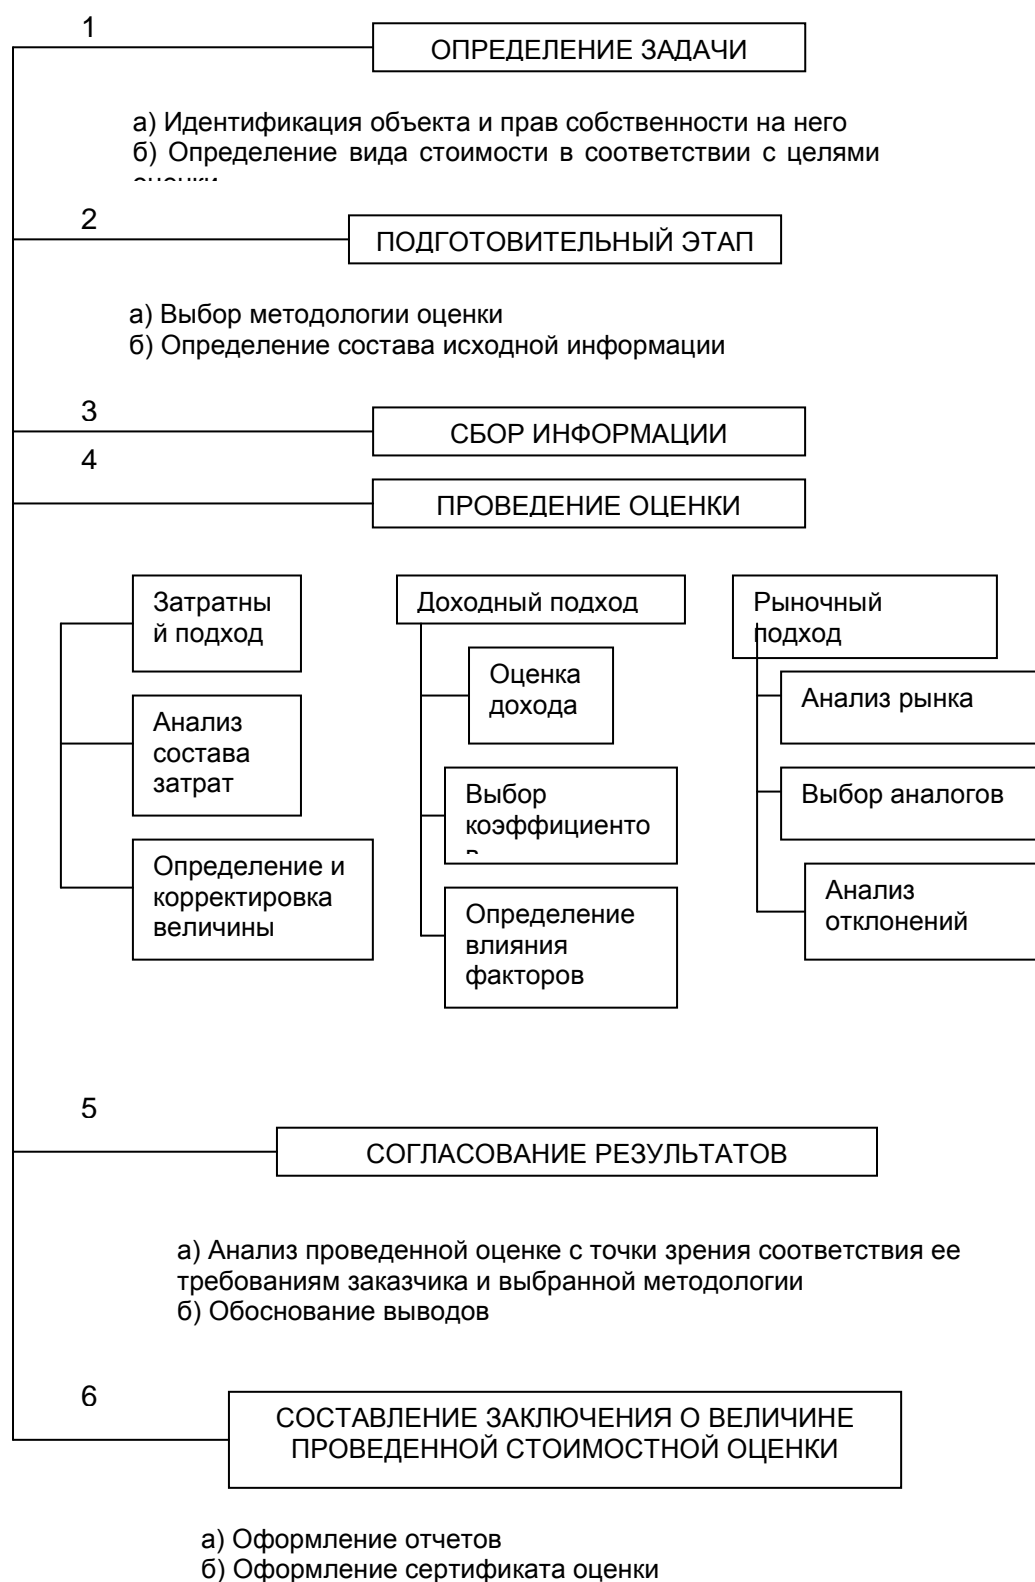 1
ОПРЕДЕЛЕНИЕ ЗАДАЧИ
а) Идентификация объекта и прав собственности на него
б) Определение вида стоимости в соответствии с целями
оценки
2
ПОДГОТОВИТЕЛЬНЫЙ ЭТАП
а) Выбор методологии оценки
б) Определение состава исходной информации
3
СБОР ИНФОРМАЦИИ
4
ПРОВЕДЕНИЕ ОЦЕНКИ
Затратны
й подход
Анализ
состава
затрат
Определение и
корректировка
величины
Доходный подход
Оценка
дохода
Выбор
коэффициенто
в
Определение
влияния
факторов
Рыночный
подход
Анализ рынка
Выбор аналогов
Анализ
отклонений
5
СОГЛАСОВАНИЕ РЕЗУЛЬТАТОВ
а) Анализ проведенной оценке с точки зрения соответствия ее
требованиям заказчика и выбранной методологии
б) Обоснование выводов
6
СОСТАВЛЕНИЕ ЗАКЛЮЧЕНИЯ О ВЕЛИЧИНЕ
ПРОВЕДЕННОЙ СТОИМОСТНОЙ ОЦЕНКИ
а) Оформление отчетов
б) Оформление сертификата оценки